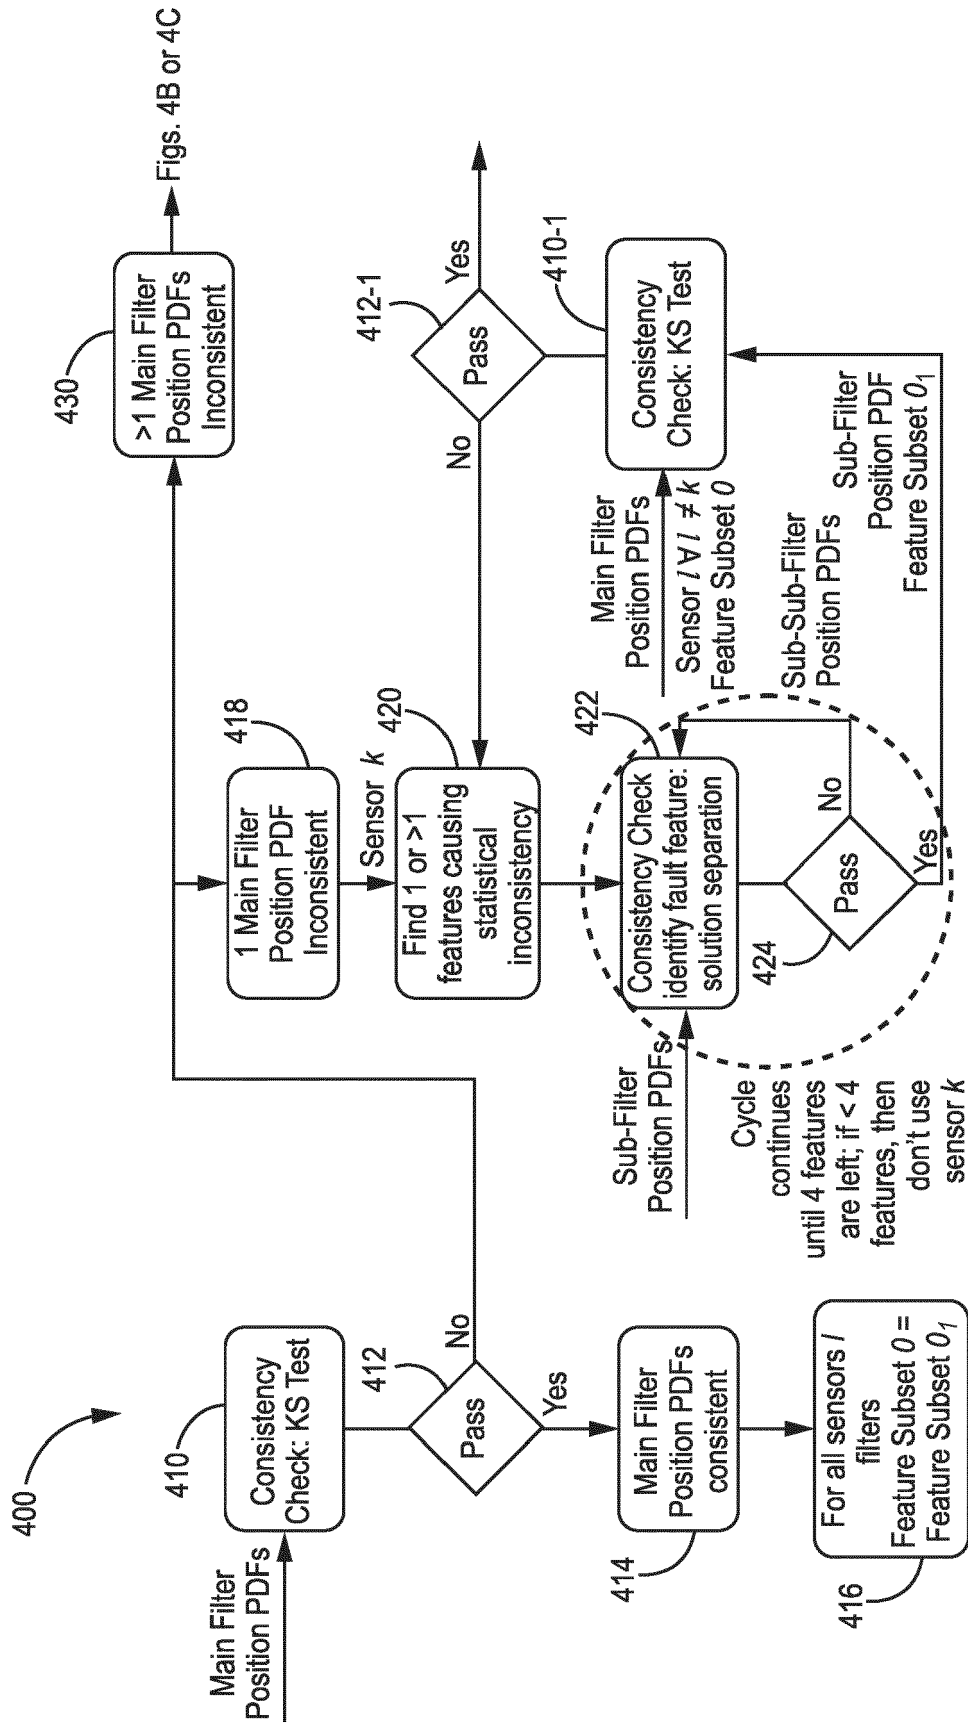 400
Main Filter
Position PDFs
410
Consistency
Check: KS Test
412
Pass
No
Yes
414
Main Filter
Position PDFs
consistent
416
For all sensors /
filters
Feature Subset 0 =
Feature Subset 0₁
430
>1 Main Filter
Position PDFs
Inconsistent
Figs. 4B or 4C
418
1 Main Filter
Position PDF
Inconsistent
Sensor k
420
Find 1 or >1
features causing
statistical
inconsistency
Sub-Filter
Position PDFs
422
Consistency Check
identify fault feature:
solution separation
424
Pass
No
Yes
Cycle
continues
until 4 features
are left; if < 4
features, then
don't use
sensor k
Sub-Sub-Filter
Position PDFs
Sub-Filter
Position PDF
Feature Subset 0₁
Main Filter
Position PDFs
Sensor l ∀ l ≠ k
Feature Subset 0
410-1
Consistency
Check: KS Test
412-1
Pass
No
Yes